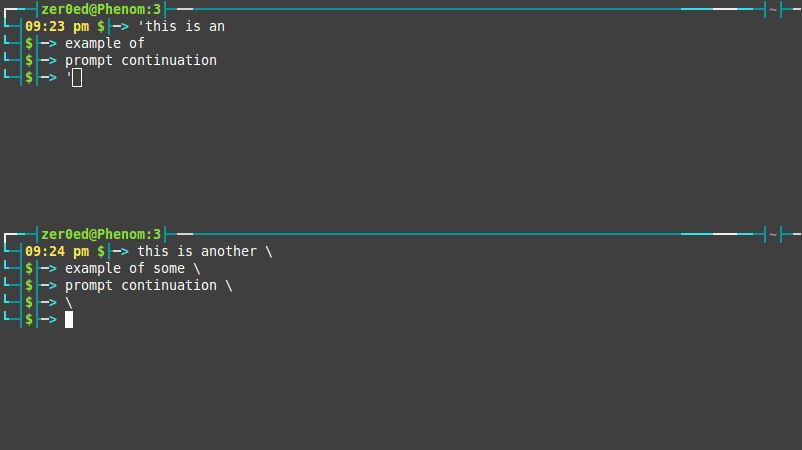 zer0ed@Phenom:3 ~
09:23 pm $ -> 'this is an
$ -> example of
$ -> prompt continuation
$ -> '
zer0ed@Phenom:3 ~
09:24 pm $ -> this is another \
$ -> example of some \
$ -> prompt continuation \
$ -> \
$ ->